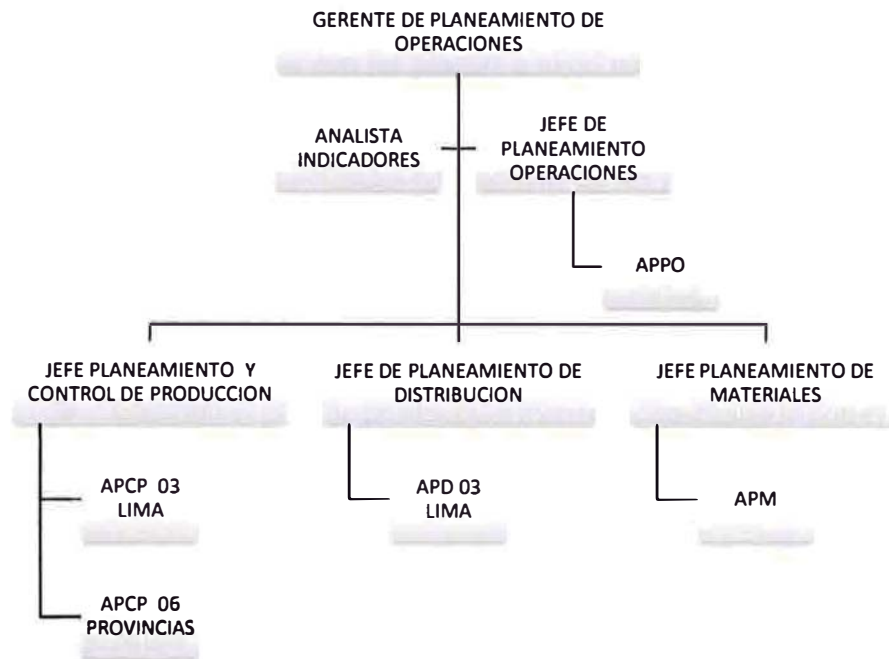 GERENTE DE PLANEAMIENTO DE
OPERACIONES
ANALISTA
INDICADORES
JEFE DE
PLANEAMIENTO
OPERACIONES
APPO
JEFE PLANEAMIENTO Y
CONTROL DE PRODUCCION
JEFE DE PLANEAMIENTO DE
DISTRIBUCION
JEFE PLANEAMIENTO DE
MATERIALES
APCP 03
LIMA
APD 03
LIMA
APM
APCP 06
PROVINCIAS